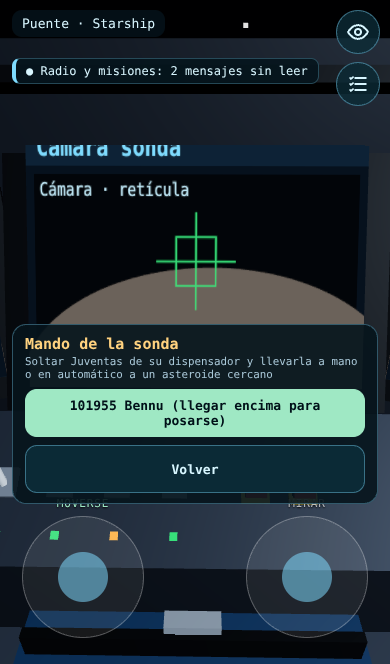 Puente · Starship
● Radio y misiones: 2 mensajes sin leer
Cámara sonda
Cámara · retícula
Mando de la sonda
Soltar Juventas de su dispensador y llevarla a mano
o en automático a un asteroide cercano
101955 Bennu (llegar encima para
posarse)
Volver
MOVERSE
MIRAR